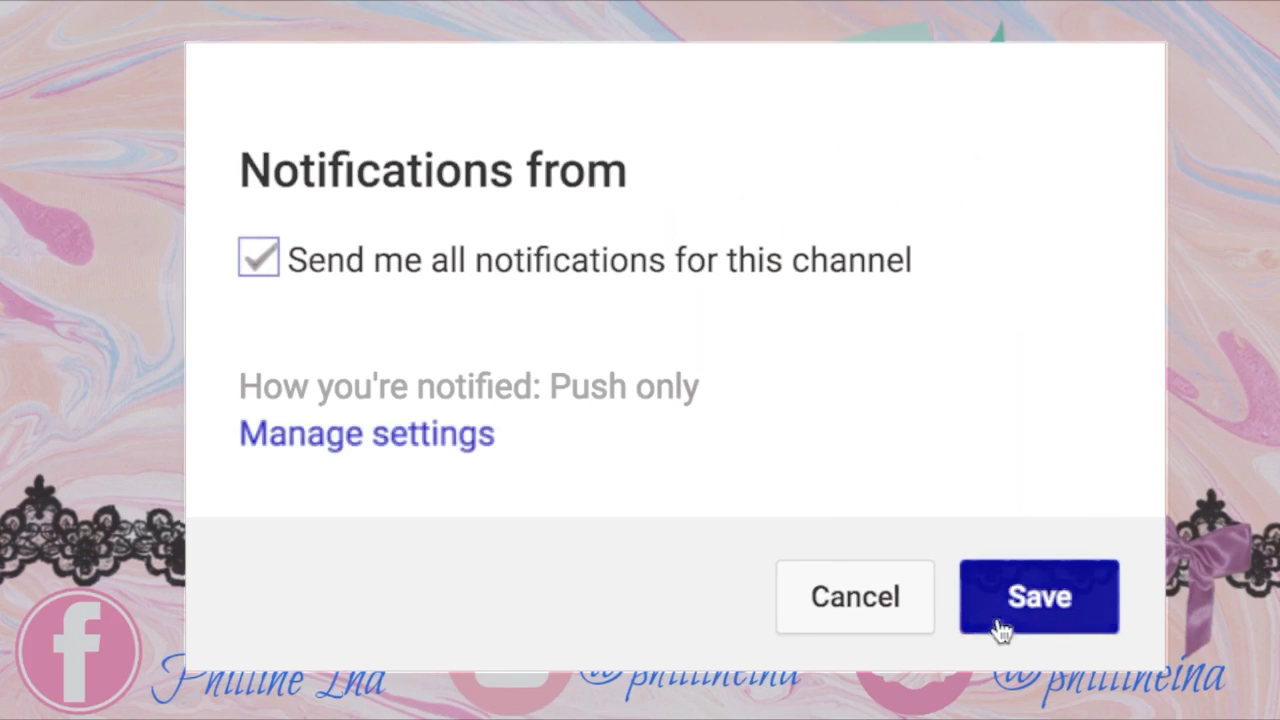 Notifications from
Send me all notifications for this channel
How you're notified: Push only
Manage settings
Cancel
Save
f
Philline Ina
@phillineina
@phillineina